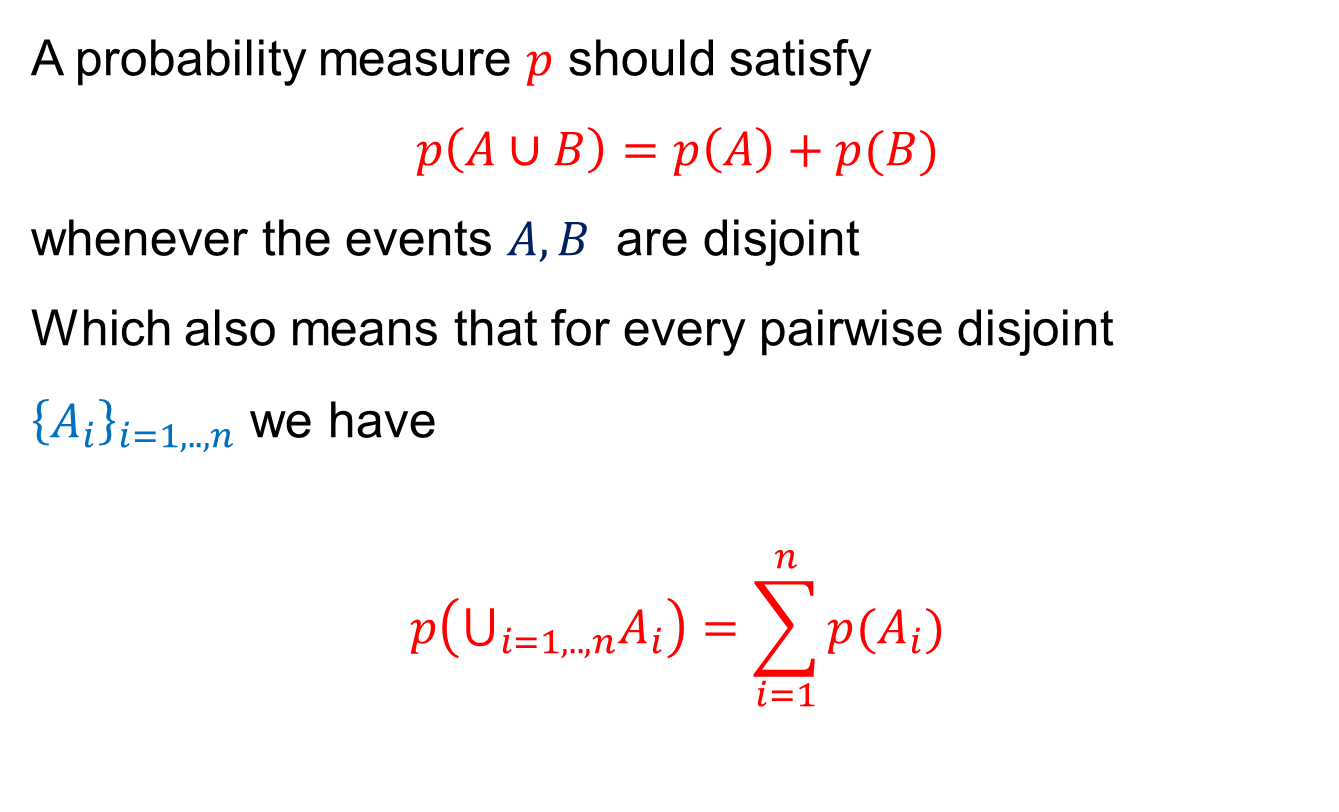 A probability measure p should satisfy
p(A ∪ B) = p(A) + p(B)
whenever the events A, B are disjoint
Which also means that for every pairwise disjoint
{A_i}_{i=1,..,n} we have
p(⋃_{i=1,..,n} A_i) = ∑_{i=1}^{n} p(A_i)